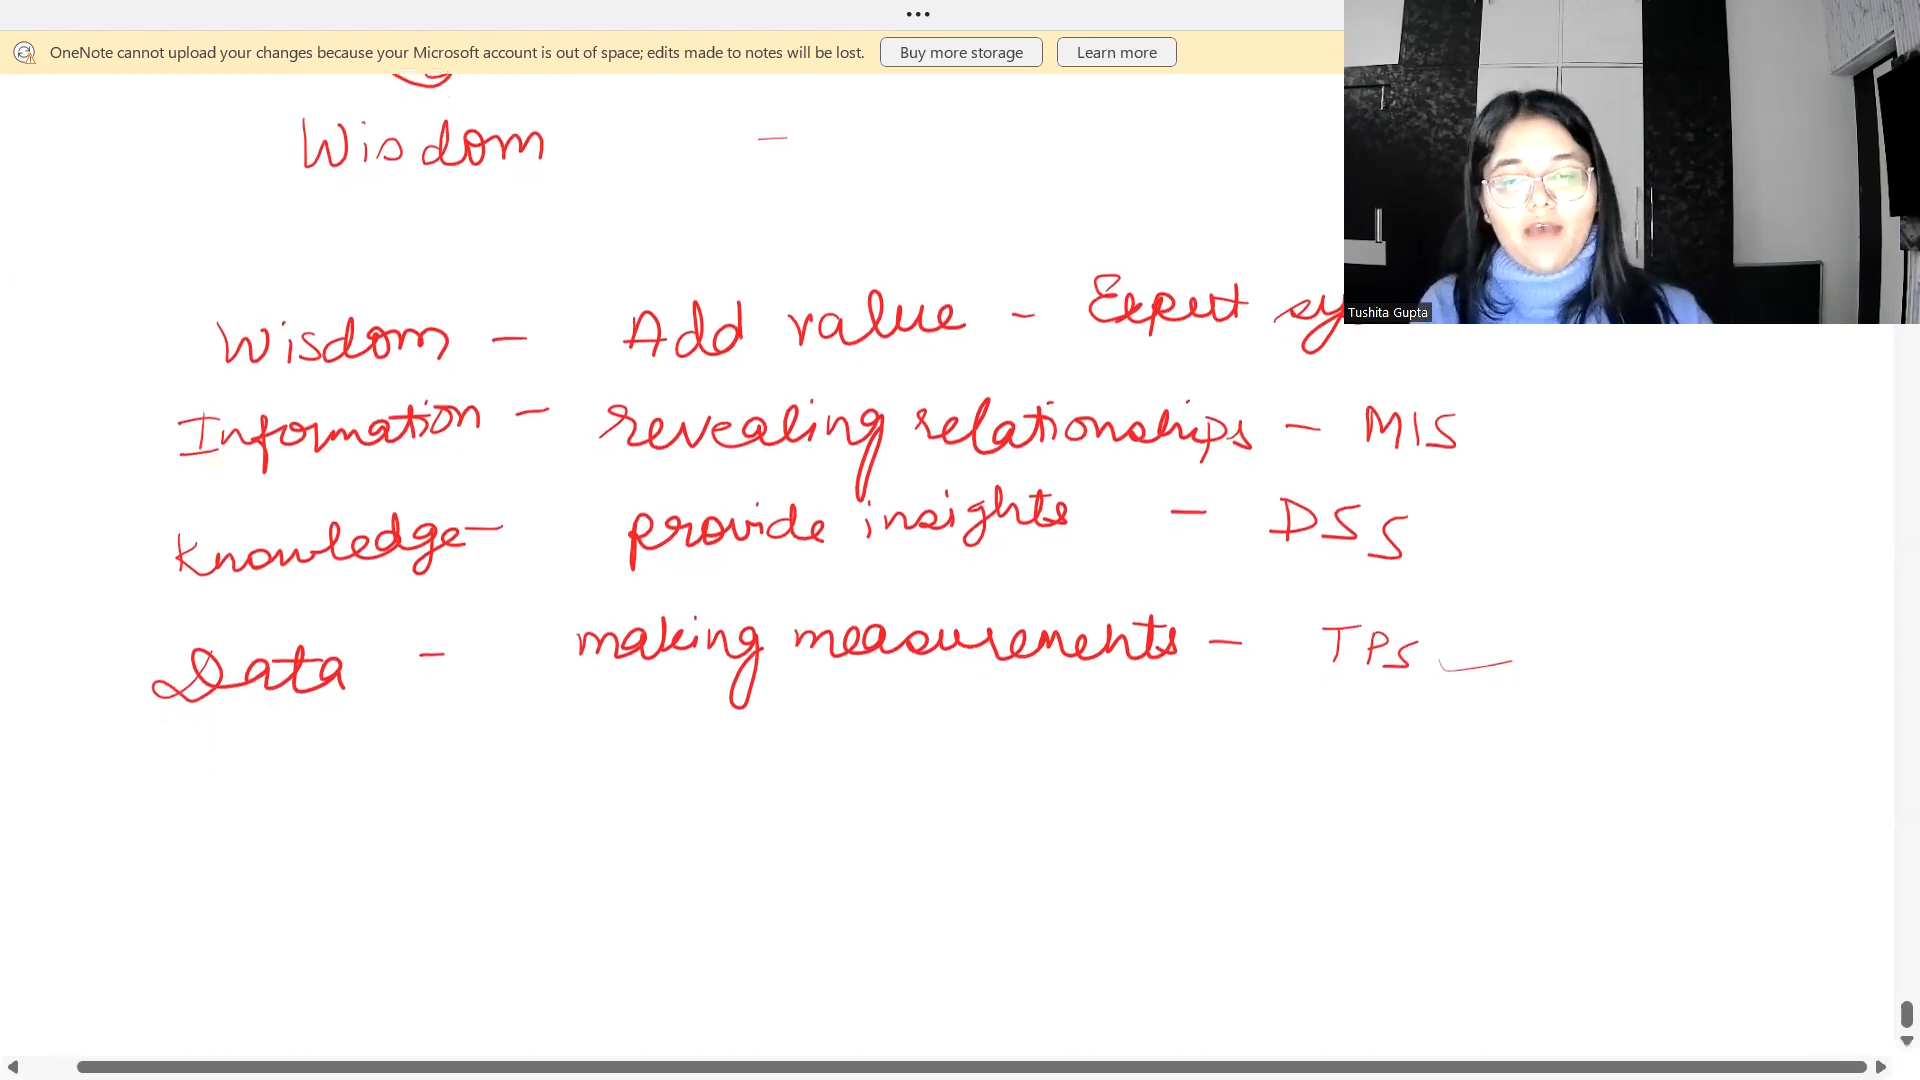 OneNote cannot upload your changes because your Microsoft account is out of space; edits made to notes will be lost. Buy more storage Learn more
Wisdom -
Tushita Gupta
Wisdom - Add value - Expert sy
Information - revealing relationships - MIS
Knowledge - provide insights - DSS
Data - making measurements - TPS